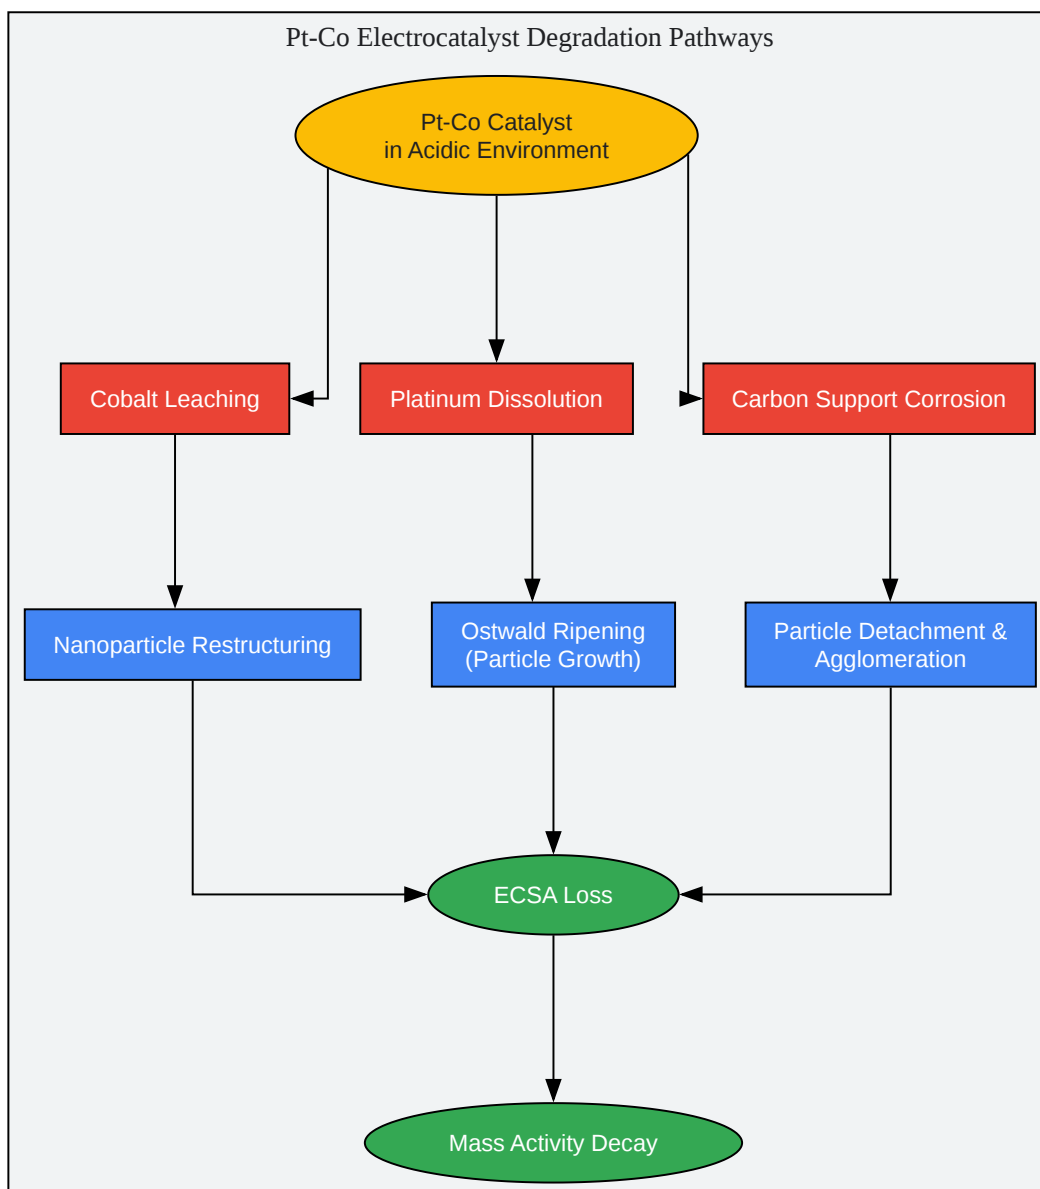 Pt-Co Electrocatalyst Degradation Pathways
Pt-Co Catalyst
in Acidic Environment
Cobalt Leaching
Platinum Dissolution
Carbon Support Corrosion
Nanoparticle Restructuring
Ostwald Ripening
(Particle Growth)
Particle Detachment &
Agglomeration
ECSA Loss
Mass Activity Decay